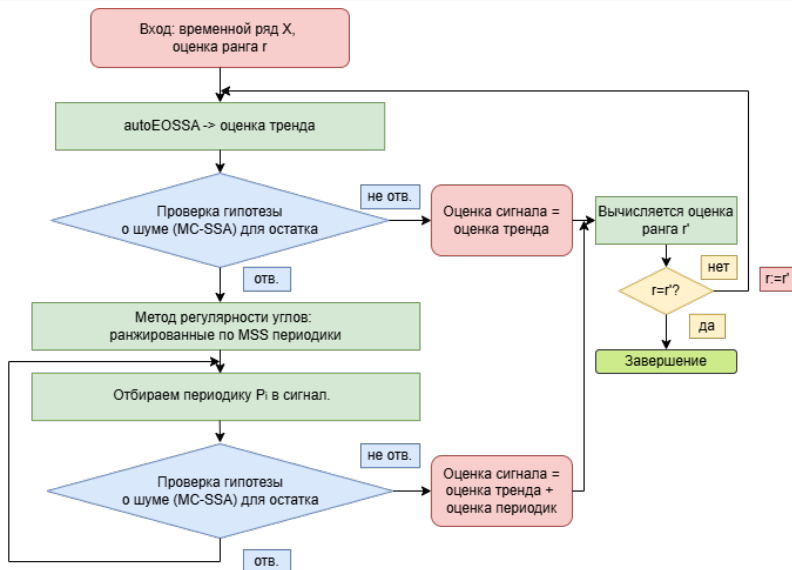 Вход: временной ряд X,
оценка ранга r
autoEOSSA -> оценка тренда
Проверка гипотезы
о шуме (MC-SSA) для остатка
не отв.
Оценка сигнала =
оценка тренда
Вычисляется оценка
ранга r'
нет
r=r'?
r:=r'
да
Завершение
отв.
Метод регулярности углов:
ранжированные по MSS периодики
Отбираем периодику Pi в сигнал.
не отв.
Проверка гипотезы
о шуме (MC-SSA) для остатка
Оценка сигнала =
оценка тренда +
оценка периодик
отв.